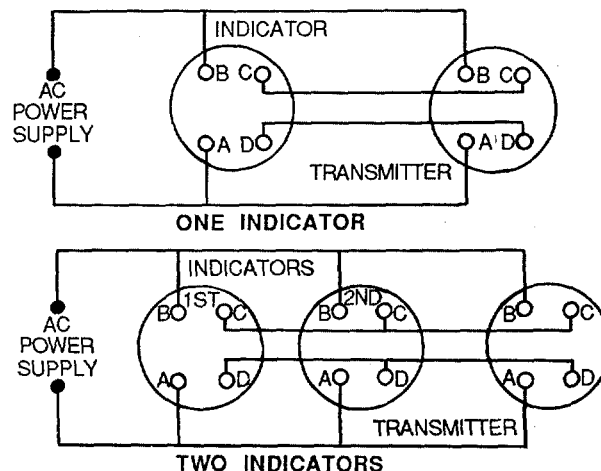 INDICATOR
B C B C
AC
POWER
SUPPLY
A D A D
TRANSMITTER
ONE INDICATOR
INDICATORS
1ST 2ND
B C B C B C
AC
POWER
SUPPLY
A D A D A D
TRANSMITTER
TWO INDICATORS